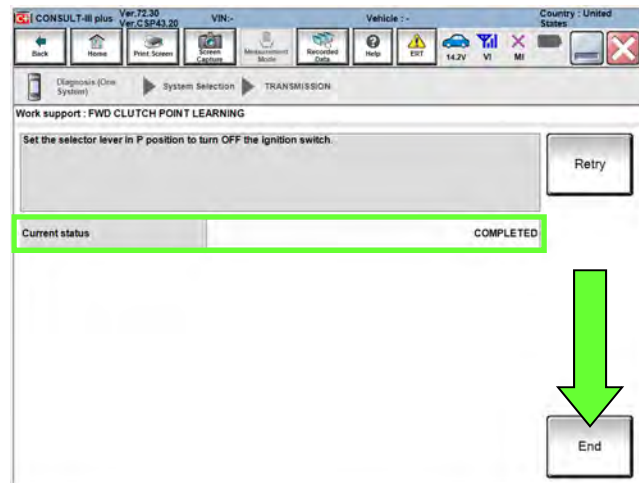 CONSULT-III plus Ver.72.30 Ver.CSP43.20 VIN:- Vehicle : - Country : United States
Back Home Print Screen Screen Capture Measurement Mode Recorded Data Help ERT 14.2V VI MI
Diagnosis (One System) System Selection TRANSMISSION
Work support : FWD CLUTCH POINT LEARNING
Set the selector lever in P position to turn OFF the ignition switch.
Retry
Current status COMPLETED
End